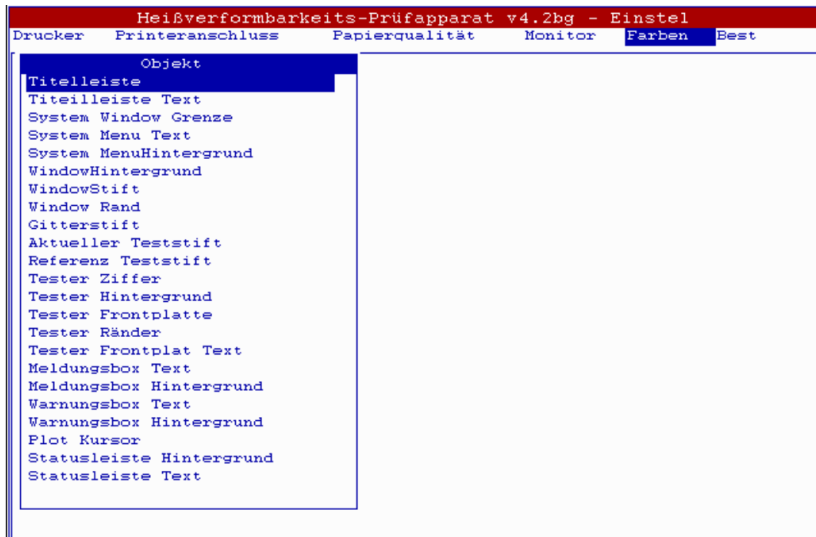 Heißverformbarkeits-Prüfapparat v4.2bg - Einstel
Drucker Printeranschluss Papierqualität Monitor Farben Best
Objekt
Titelleiste
Titeilleiste Text
System Window Grenze
System Menu Text
System MenuHintergrund
WindowHintergrund
WindowStift
Window Rand
Gitterstift
Aktueller Teststift
Referenz Teststift
Tester Ziffer
Tester Hintergrund
Tester Frontplatte
Tester Ränder
Tester Frontplat Text
Meldungsbox Text
Meldungsbox Hintergrund
Warnungsbox Text
Warnungsbox Hintergrund
Plot Kursor
Statusleiste Hintergrund
Statusleiste Text